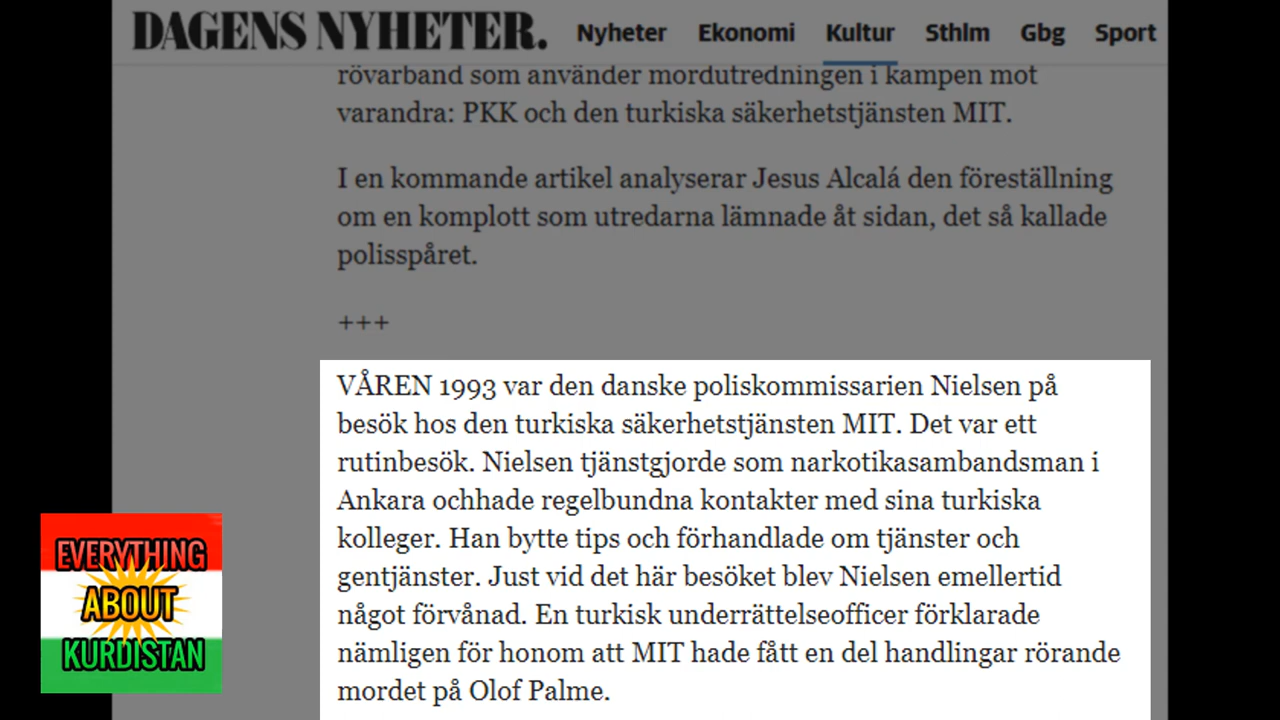 DAGENS NYHETER.
Nyheter Ekonomi Kultur Sthlm Gbg Sport
rövarband som använder mordutredningen i kampen mot
varandra: PKK och den turkiska säkerhetstjänsten MIT.
I en kommande artikel analyserar Jesus Alcalá den föreställning
om en komplott som utredarna lämnade åt sidan, det så kallade
polisspåret.
+++
VÅREN 1993 var den danske poliskommissarien Nielsen på
besök hos den turkiska säkerhetstjänsten MIT. Det var ett
rutinbesök. Nielsen tjänstgjorde som narkotikasambandsman i
Ankara ochhade regelbundna kontakter med sina turkiska
kolleger. Han bytte tips och förhandlade om tjänster och
gentjänster. Just vid det här besöket blev Nielsen emellertid
något förvånad. En turkisk underrättelseofficer förklarade
nämligen för honom att MIT hade fått en del handlingar rörande
mordet på Olof Palme.
EVERYTHING
ABOUT
KURDISTAN